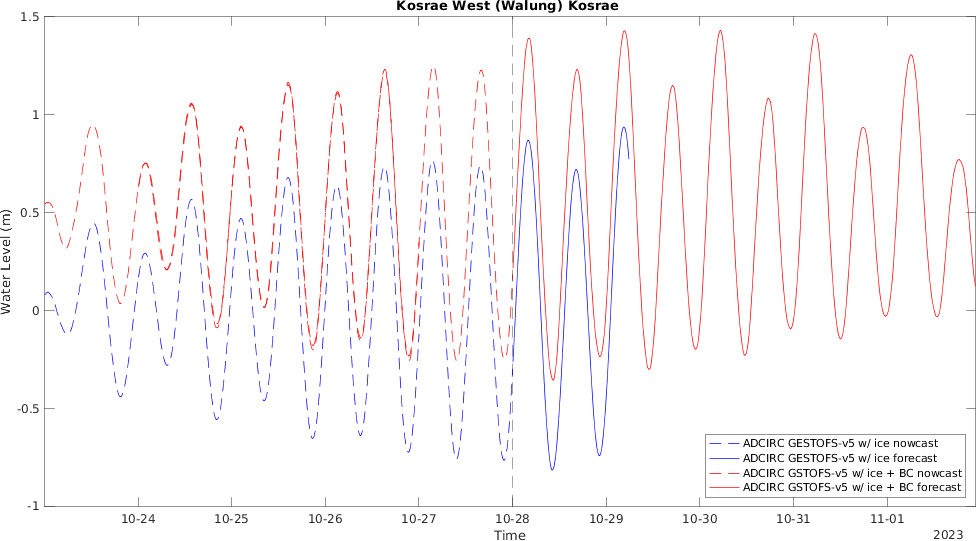 Kosrae West (Walung) Kosrae
1.5
1
0.5
0
-0.5
-1
Water Level (m)
10-24 10-25 10-26 10-27 10-28 10-29 10-30 10-31 11-01
Time
2023
ADCIRC GESTOFS-v5 w/ ice nowcast
ADCIRC GESTOFS-v5 w/ ice forecast
ADCIRC GSTOFS-v5 w/ ice + BC nowcast
ADCIRC GSTOFS-v5 w/ ice + BC forecast